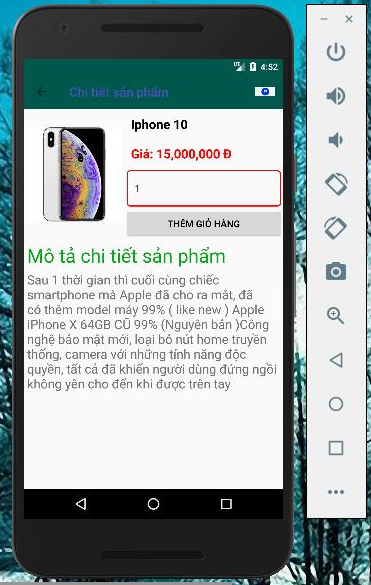 4:52
Chi tiết sản phẩm
Iphone 10
Giá: 15,000,000 Đ
1
THÊM GIỎ HÀNG
Mô tả chi tiết sản phẩm
Sau 1 thời gian thì cuối cùng chiếc
smartphone mà Apple đã cho ra mắt, đã
có thêm model máy 99% ( like new ) Apple
iPhone X 64GB CŨ 99% (Nguyên bản )Công
nghệ bảo mật mới, loại bỏ nút home truyền
thống, camera với những tính năng độc
quyền, tất cả đã khiến người dùng đứng ngồi
không yên cho đến khi được trên tay